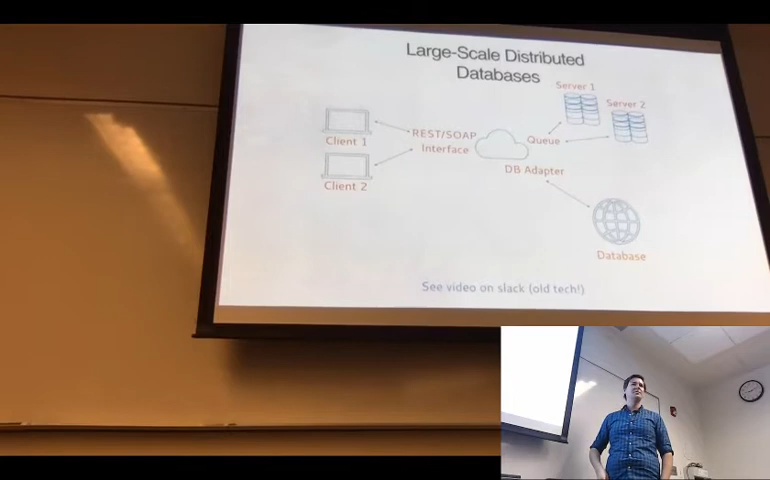 Large-Scale Distributed
Databases
Server 1
Server 2
Client 1
REST/SOAP
Interface
Queue
Client 2
DB Adapter
Database
See video on slack (old tech!)